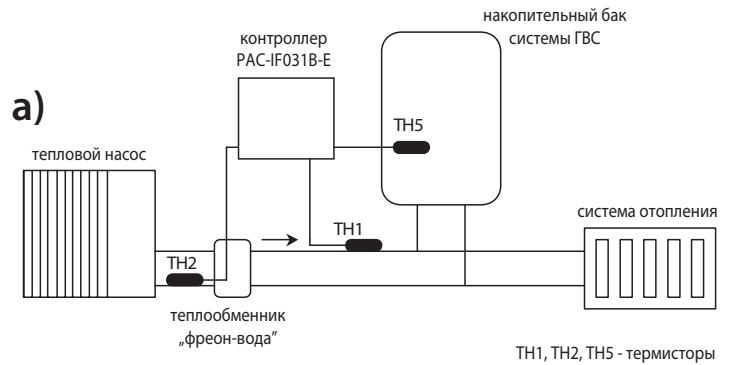 накопительный бак
системы ГВС
контроллер
PAC-IF031B-E
а)
TH5
тепловой насос
система отопления
TH1
TH2
теплообменник
„фреон-вода”
TH1, TH2, TH5 - термисторы